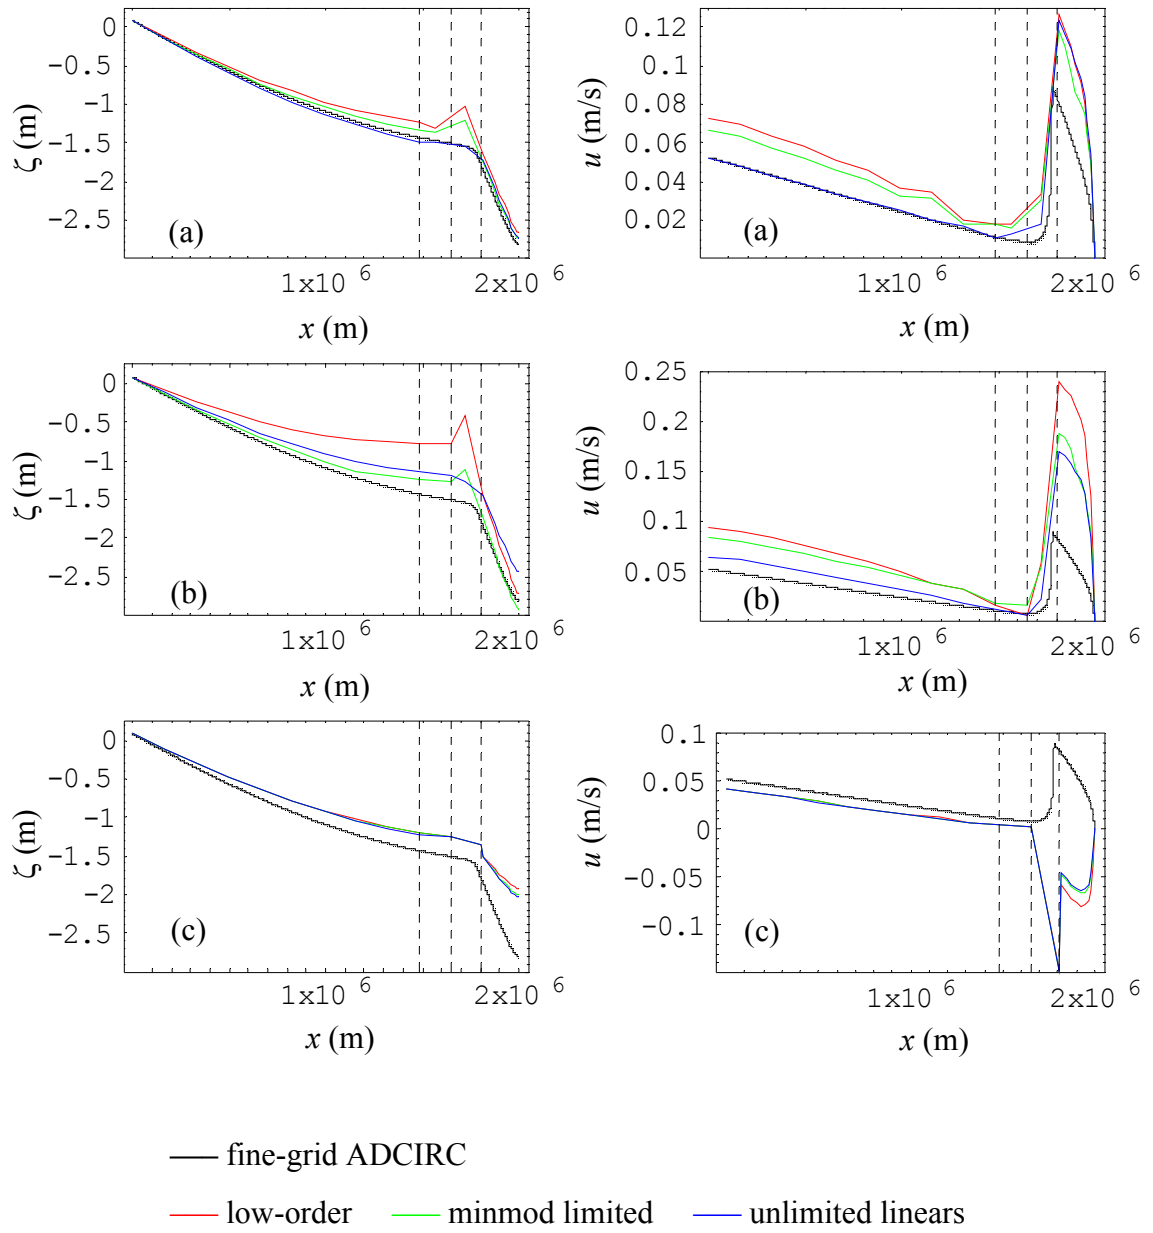 0
-0.5
-1
-1.5
-2
-2.5
ζ (m)
(a)
1x10 6
2x10 6
x (m)
0.12
0.1
0.08
0.06
0.04
0.02
u (m/s)
(a)
1x10 6
2x10 6
x (m)
0
-0.5
-1
-1.5
-2
-2.5
ζ (m)
(b)
1x10 6
2x10 6
x (m)
0.25
0.2
0.15
0.1
0.05
u (m/s)
(b)
1x10 6
2x10 6
x (m)
0
-0.5
-1
-1.5
-2
-2.5
ζ (m)
(c)
1x10 6
2x10 6
x (m)
0.1
0.05
0
-0.05
-0.1
u (m/s)
(c)
1x10 6
2x10 6
x (m)
fine-grid ADCIRC
low-order minmod limited unlimited linears